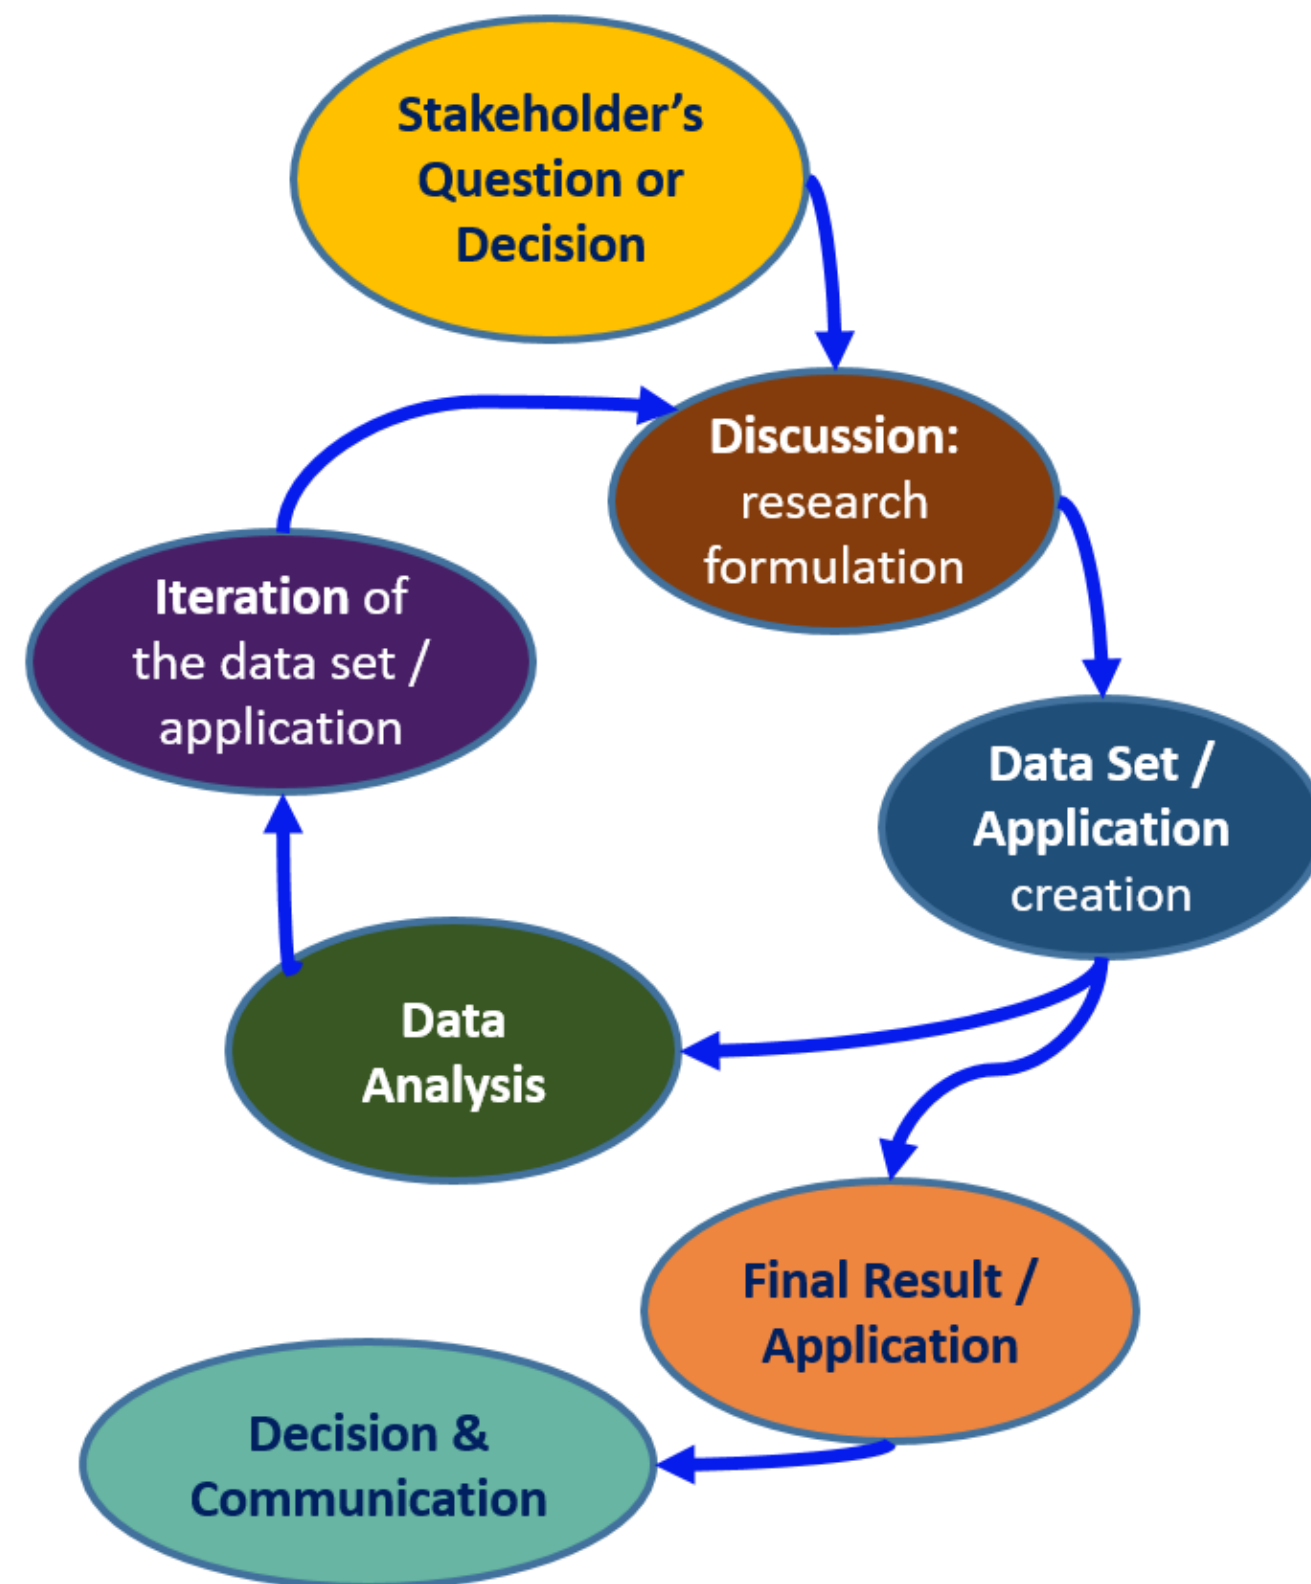 Stakeholder’s
Question or
Decision
Discussion:
research
formulation
Iteration of
the data set /
application
Data Set /
Application
creation
Data
Analysis
Final Result /
Application
Decision &
Communication